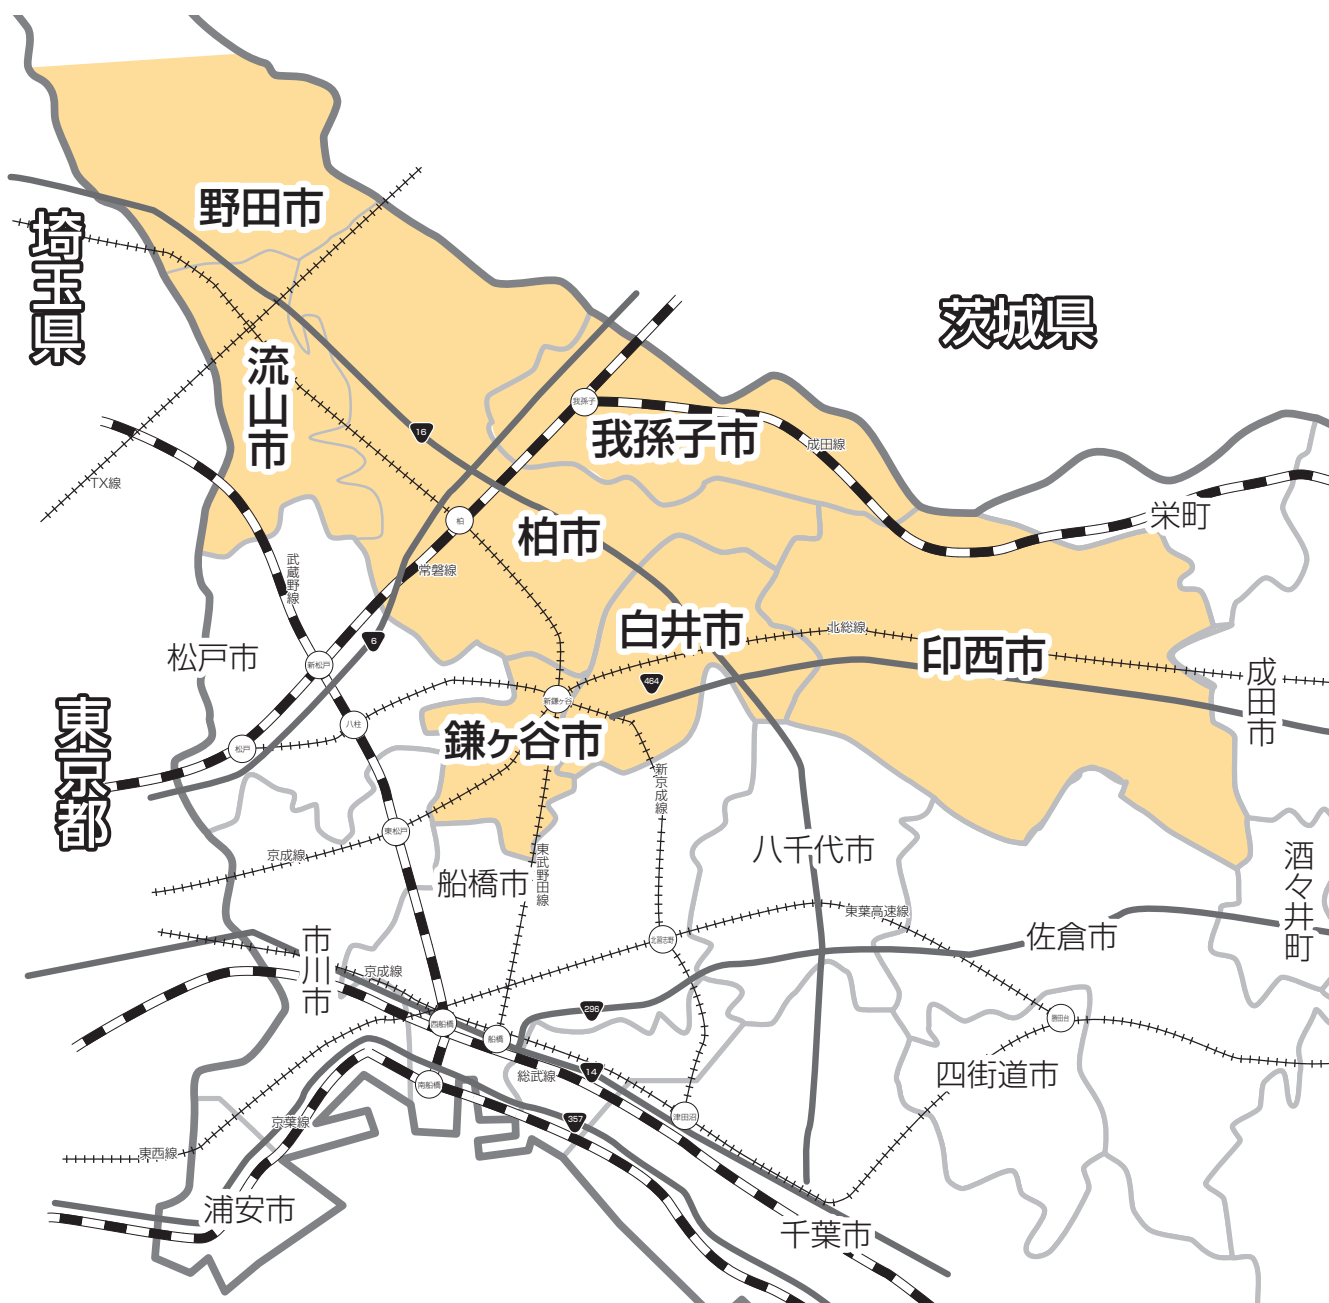 野田市
埼玉県
茨城県
流山市
我孫子
16
我孫子市
成田線
TX線
柏
栄町
柏市
武蔵野線
常磐線
白井市
北総線
6
松戸市
新松戸
印西市
464
成田市
新鎌ヶ谷
東京都
八柱
鎌ヶ谷市
松戸
新京成線
東松戸
京成線
東武野田線
八千代市
酒々井町
船橋市
東葉高速線
市川市
北習志野
佐倉市
京成線
296
西船橋
船橋
勝田台
総武線
14
四街道市
南船橋
京葉線
357
津田沼
東西線
浦安市
千葉市